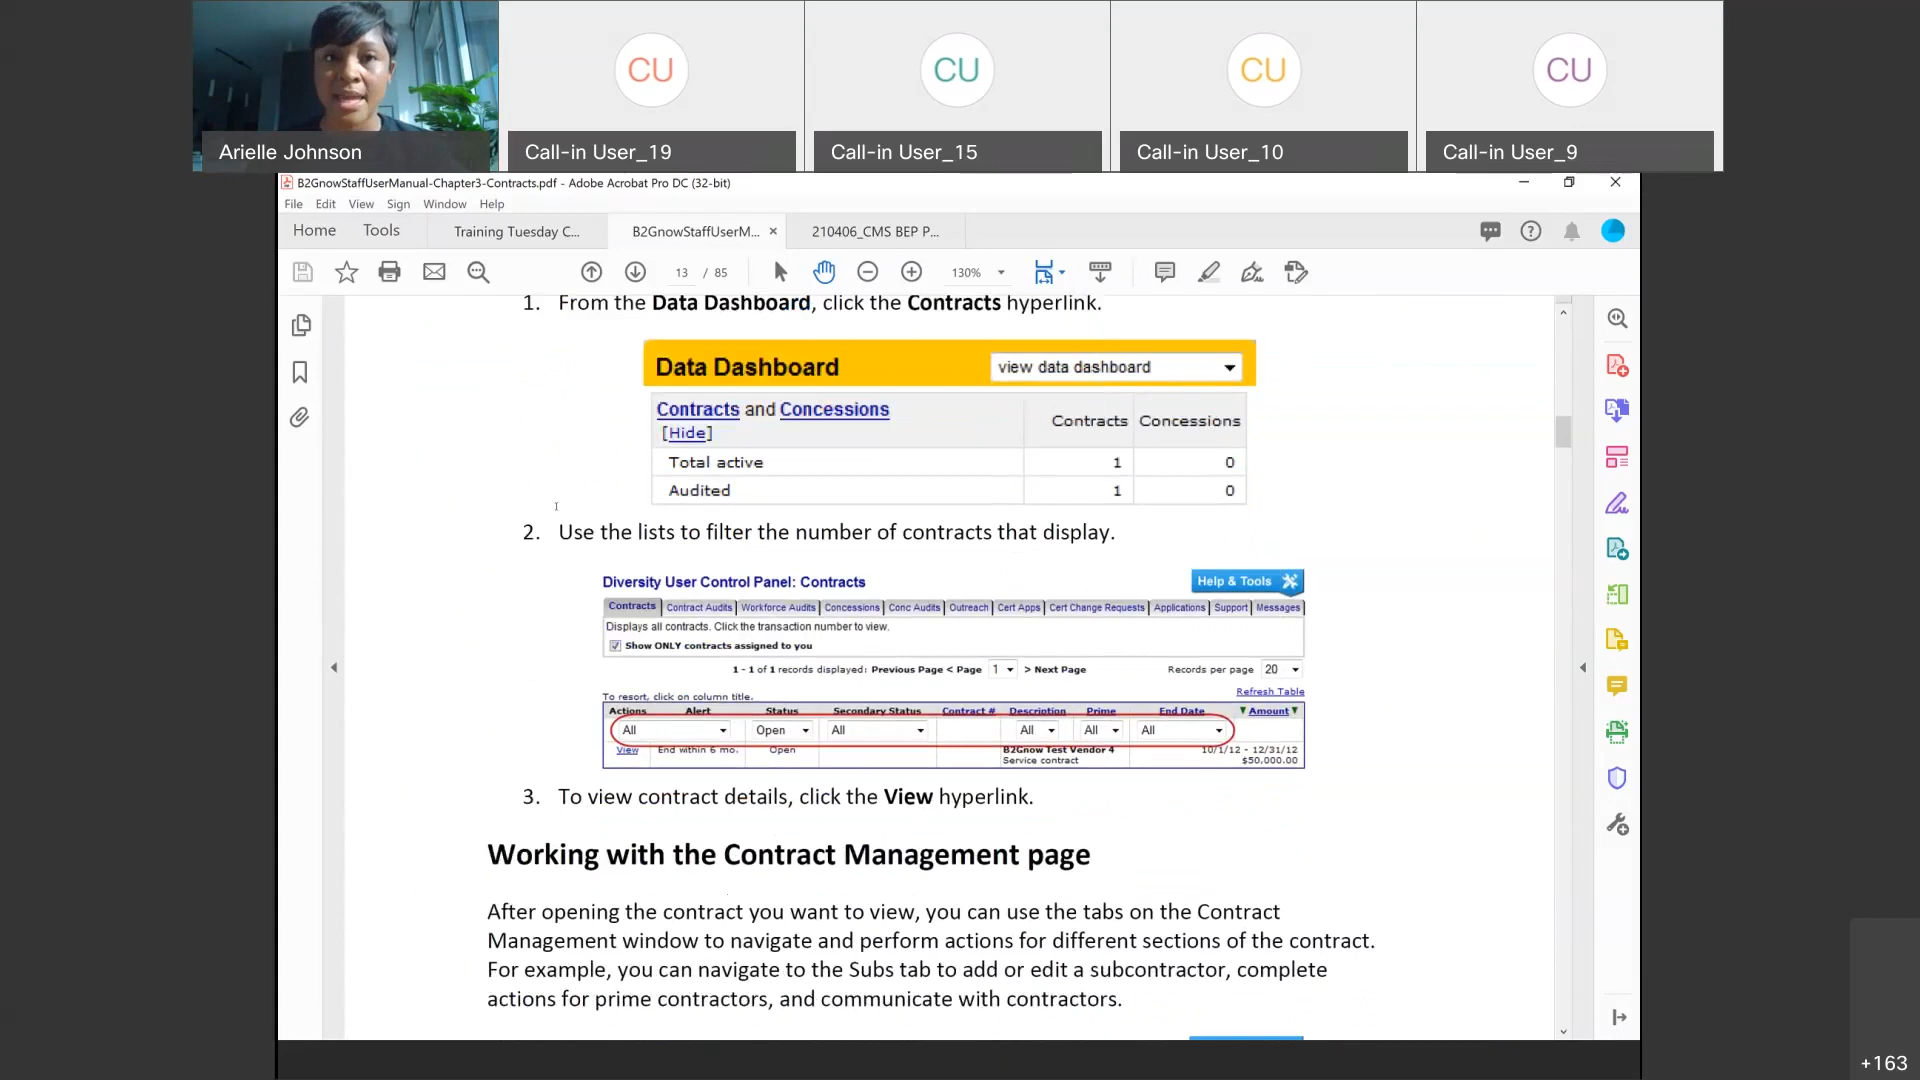 CU
CU
CU
CU
Arielle Johnson
Call-in User_19
Call-in User_15
Call-in User_10
Call-in User_9
B2GnowStaffUserManual-Chapter3-Contracts.pdf - Adobe Acrobat Pro DC (32-bit)
File Edit View Sign Window Help
Home Tools Training Tuesday C... B2GnowStaffUserM... × 210406_CMS BEP P...
13 / 85 130%
1. From the Data Dashboard, click the Contracts hyperlink.
Data Dashboard view data dashboard
Contracts and Concessions
[Hide]
Contracts Concessions
Total active 1 0
Audited 1 0
2. Use the lists to filter the number of contracts that display.
Diversity User Control Panel: Contracts Help & Tools
Contracts Contract Audits Workforce Audits Concessions Conc Audits Outreach Cert Apps Cert Change Requests Applications Support Messages
Displays all contracts. Click the transaction number to view.
Show ONLY contracts assigned to you
1 - 1 of 1 records displayed: Previous Page < Page 1 > Next Page Records per page 20
To resort, click on column title. Refresh Table
Actions Alert Status Secondary Status Contract # Description Prime End Date Amount
All Open All All All All
View End within 6 mo. Open B2Gnow Test Vendor 4 10/1/12 - 12/31/12
Service contract $50,000.00
3. To view contract details, click the View hyperlink.
Working with the Contract Management page
After opening the contract you want to view, you can use the tabs on the Contract
Management window to navigate and perform actions for different sections of the contract.
For example, you can navigate to the Subs tab to add or edit a subcontractor, complete
actions for prime contractors, and communicate with contractors.
+163